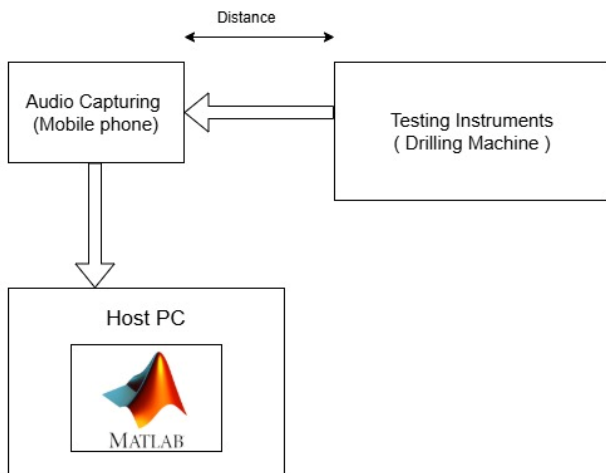 Distance
Audio Capturing
(Mobile phone)
Testing Instruments
( Drilling Machine )
Host PC
MATLAB